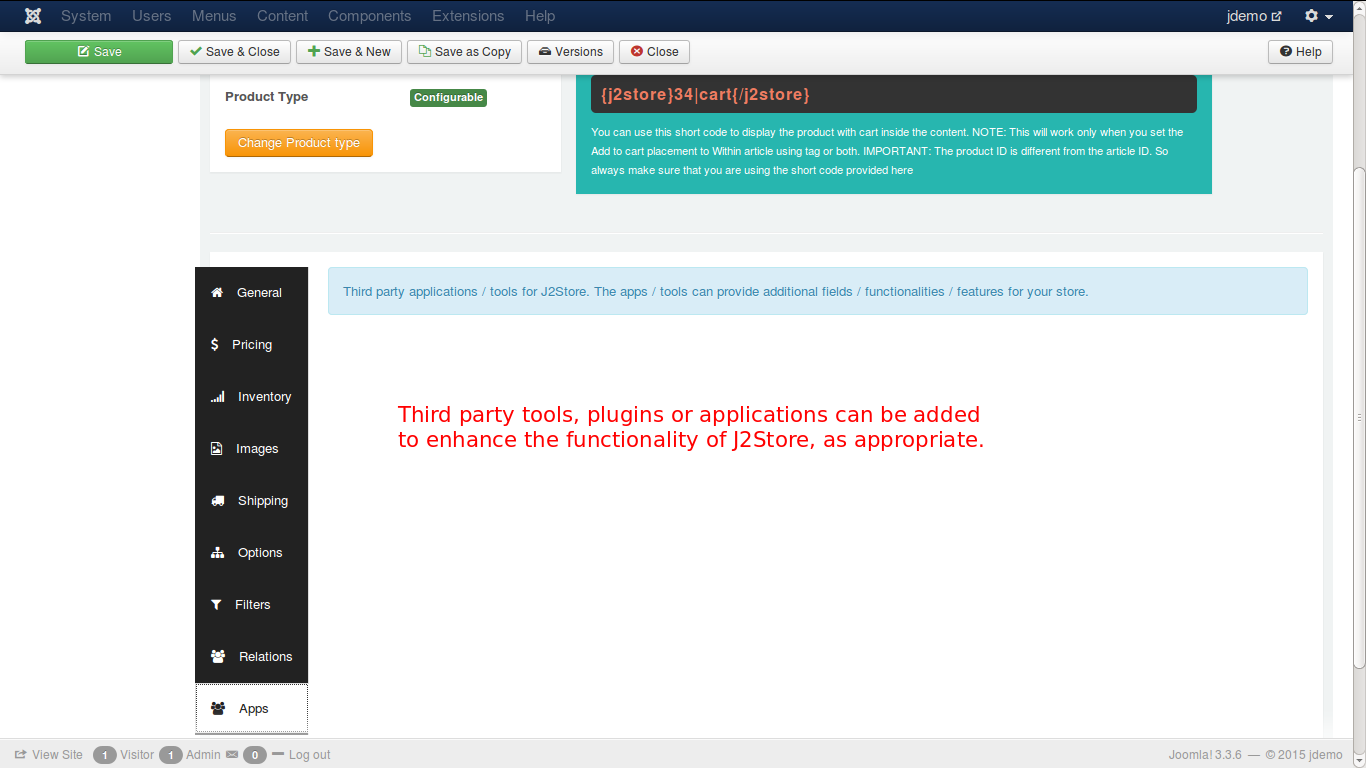 System Users Menus Content Components Extensions Help jdemo
Save Save & Close Save & New Save as Copy Versions Close Help
Product Type Configurable
Change Product type
{j2store}34|cart{/j2store}
You can use this short code to display the product with cart inside the content. NOTE: This will work only when you set the
Add to cart placement to Within article using tag or both. IMPORTANT: The product ID is different from the article ID. So
always make sure that you are using the short code provided here
General
Pricing
Inventory
Images
Shipping
Options
Filters
Relations
Apps
Third party applications / tools for J2Store. The apps / tools can provide additional fields / functionalities / features for your store.
Third party tools, plugins or applications can be added
to enhance the functionality of J2Store, as appropriate.
View Site 1 Visitor 1 Admin 0 Log out Joomla! 3.3.6 — © 2015 jdemo